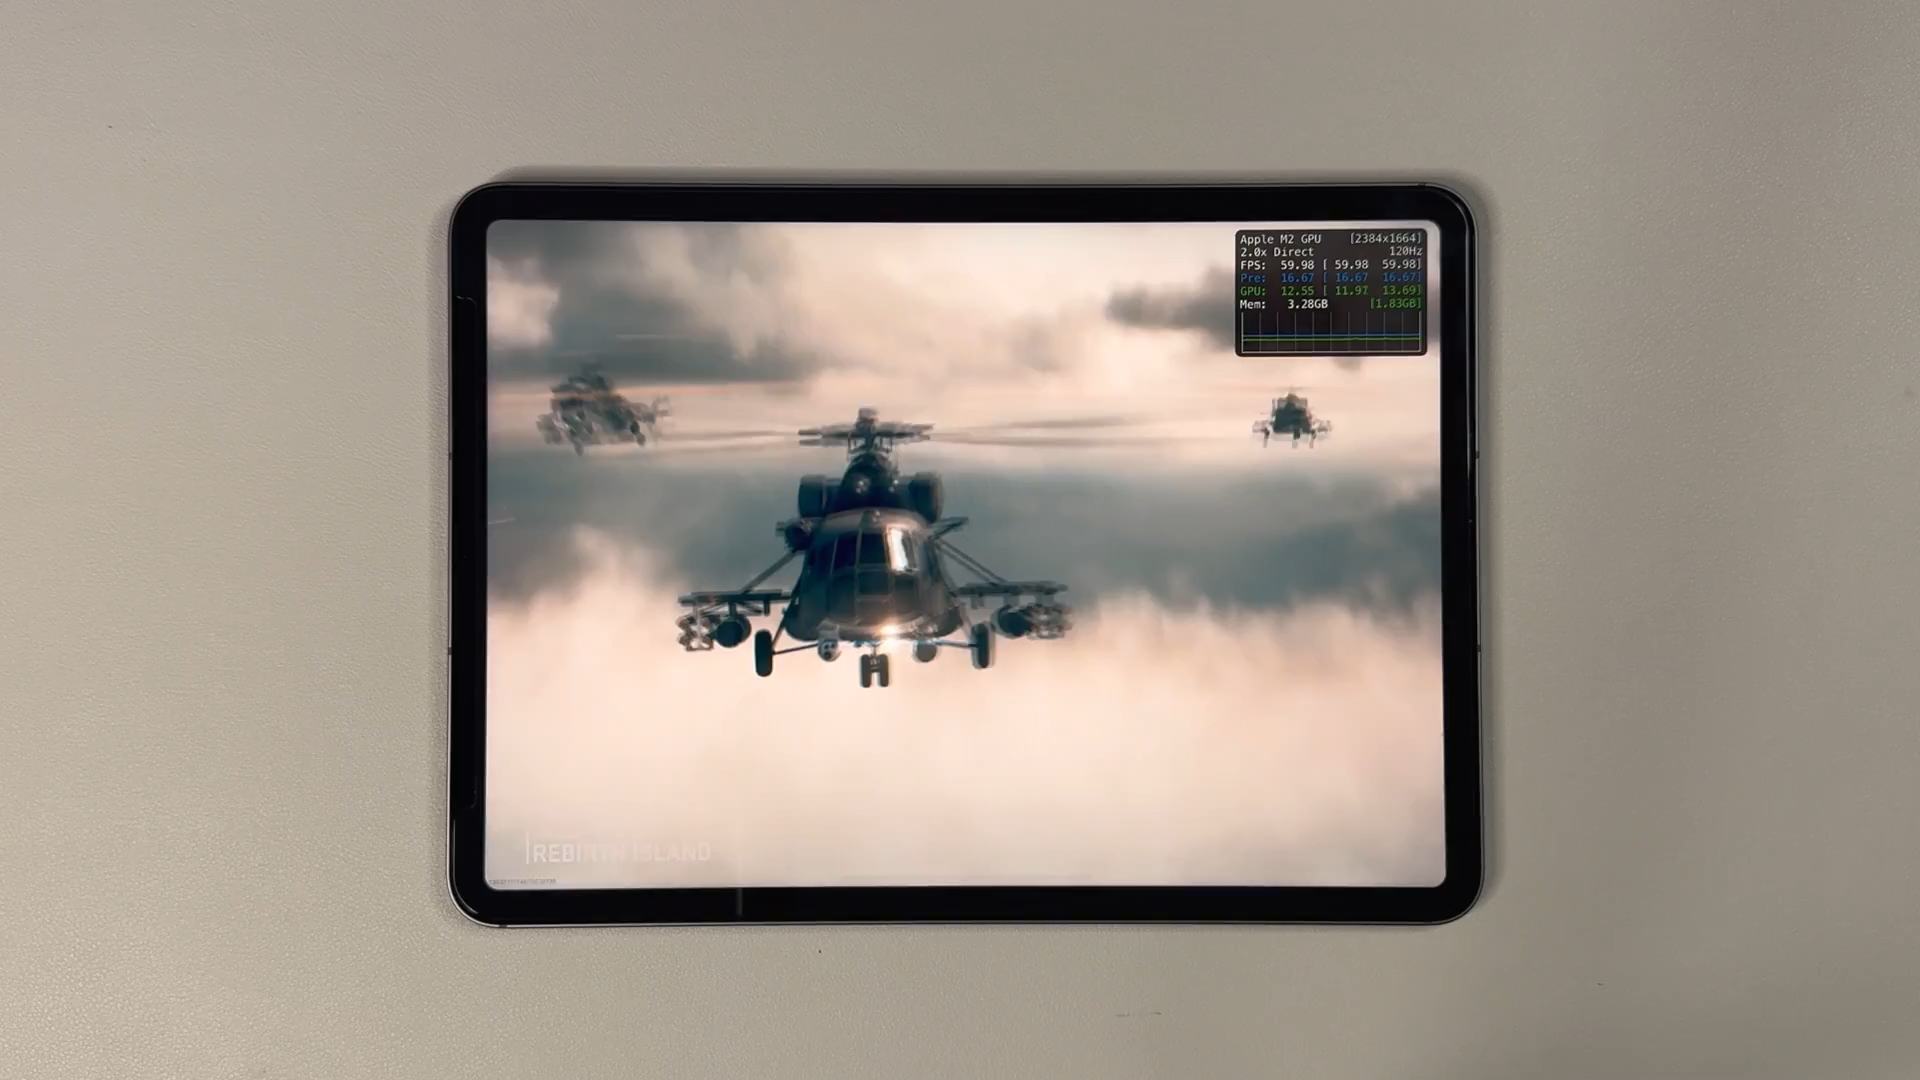 Apple M2 GPU [2384x1664]
2.0x Direct 120Hz
FPS: 59.98 [ 59.98 59.98]
Pre: 16.67 [ 16.67 16.67]
GPU: 12.55 [ 11.97 13.69]
Mem: 3.28GB [1.83GB]
REBIRTH ISLAND